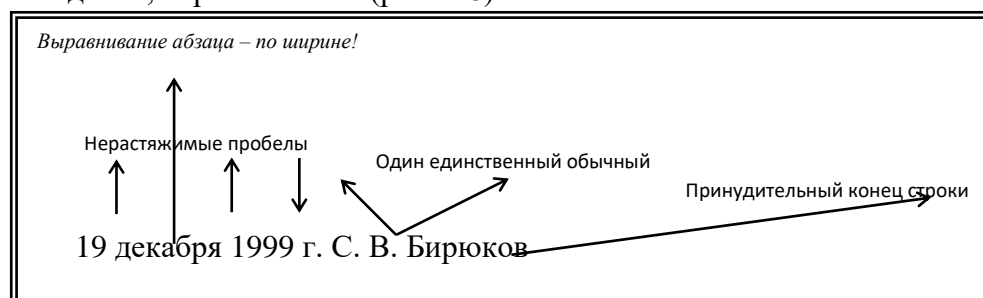 Выравнивание абзаца – по ширине!
Нерастяжимые пробелы
Один единственный обычный
Принудительный конец строки
19 декабря 1999 г. С. В. Бирюков